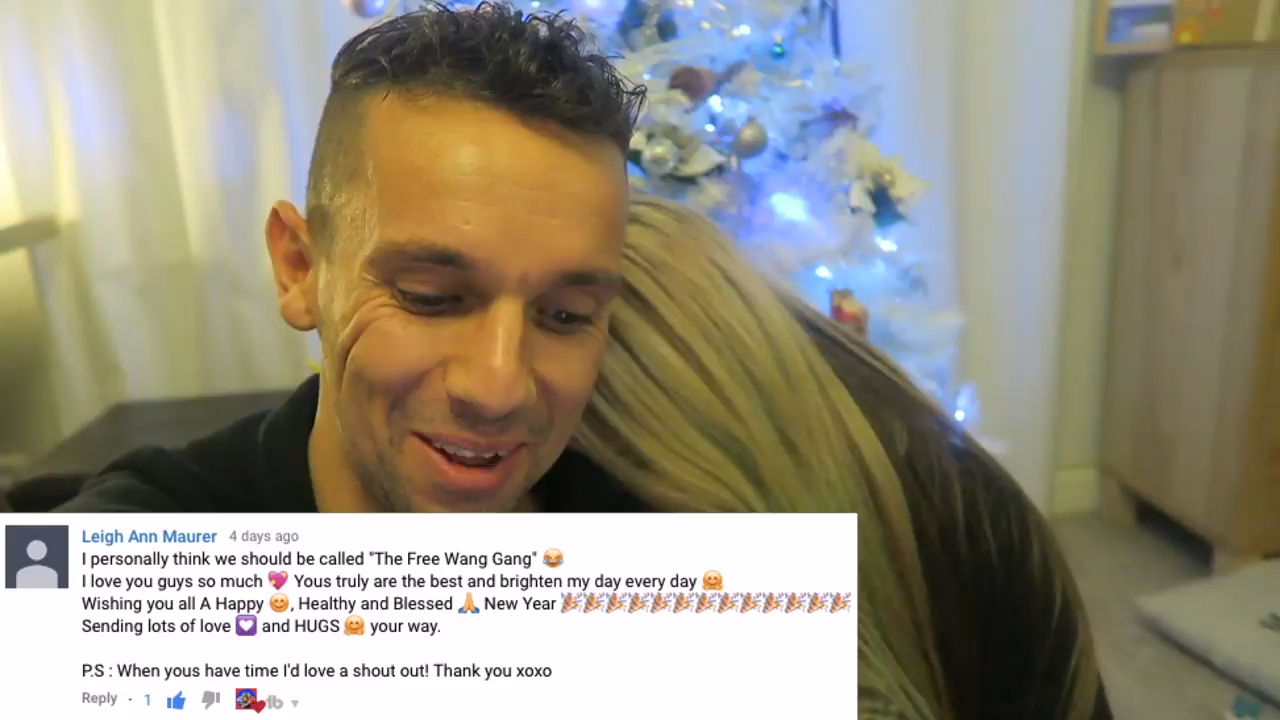 Leigh Ann Maurer 4 days ago
I personally think we should be called "The Free Wang Gang" 😂
I love you guys so much 💖 Yous truly are the best and brighten my day every day 🤗
Wishing you all A Happy 😊, Healthy and Blessed 🙏 New Year 🎉🎉🎉🎉🎉🎉🎉🎉🎉🎉🎉🎉🎉
Sending lots of love 💟 and HUGS 🤗 your way.
P.S : When yous have time I'd love a shout out! Thank you xoxo
Reply · 1